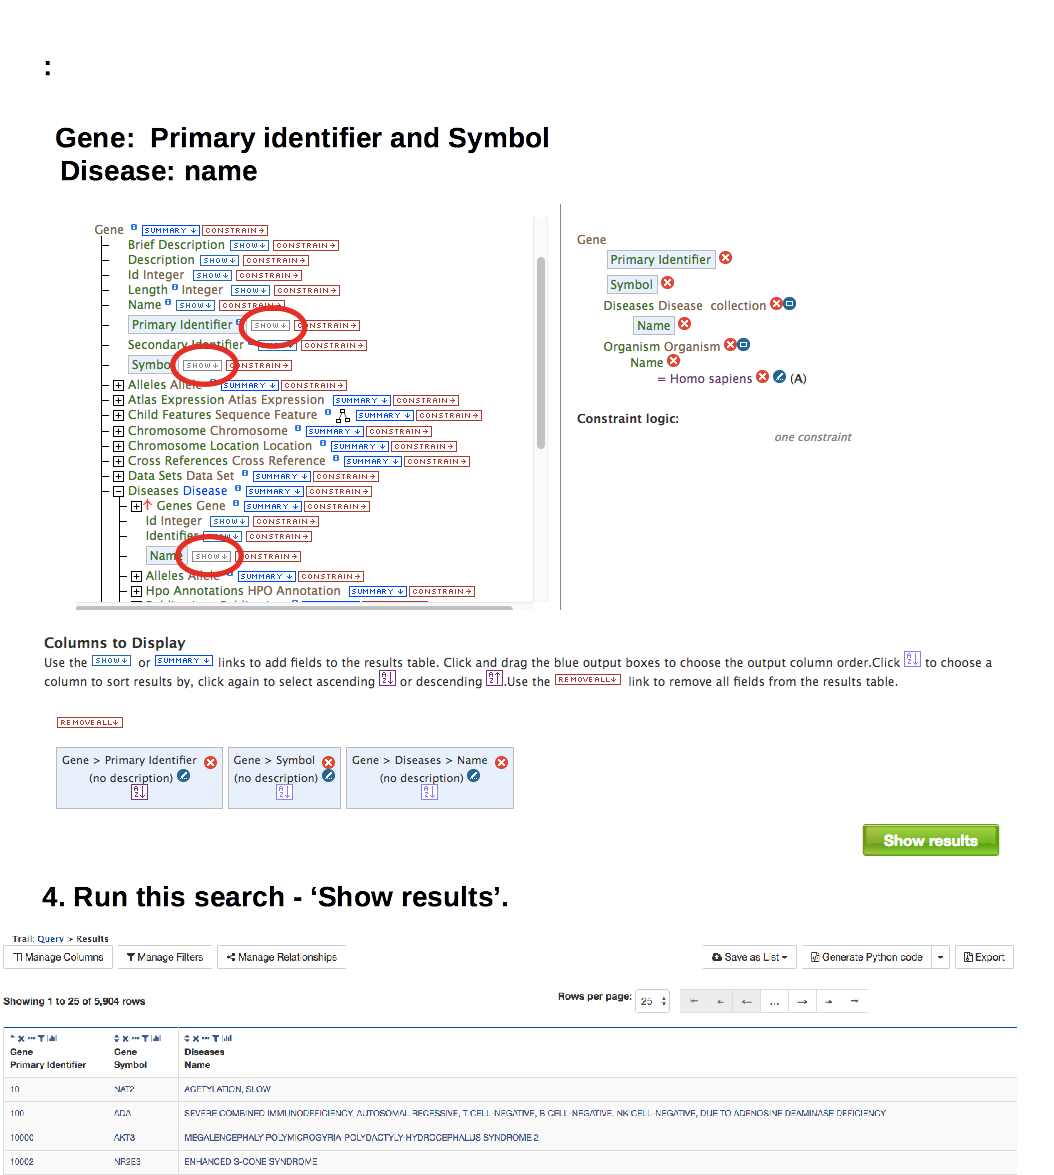 :
Gene: Primary identifier and Symbol
Disease: name
Gene SUMMARY CONSTRAIN
Brief Description SHOW CONSTRAIN
Description SHOW CONSTRAIN
Id Integer SHOW CONSTRAIN
Length Integer SHOW CONSTRAIN
Name SHOW CONSTRAIN
Primary Identifier SHOW CONSTRAIN
Secondary Identifier CONSTRAIN
Symbol SHOW CONSTRAIN
Alleles Allele SUMMARY CONSTRAIN
Atlas Expression Atlas Expression SUMMARY CONSTRAIN
Child Features Sequence Feature SUMMARY CONSTRAIN
Chromosome Chromosome SUMMARY CONSTRAIN
Chromosome Location Location SUMMARY CONSTRAIN
Cross References Cross Reference SUMMARY CONSTRAIN
Data Sets Data Set SUMMARY CONSTRAIN
Diseases Disease SUMMARY CONSTRAIN
Genes Gene SUMMARY CONSTRAIN
Id Integer SHOW CONSTRAIN
Identifier SHOW CONSTRAIN
Name SHOW CONSTRAIN
Alleles Allele SUMMARY CONSTRAIN
Hpo Annotations HPO Annotation SUMMARY CONSTRAIN
Gene
Primary Identifier
Symbol
Diseases Disease collection
Name
Organism Organism
Name
= Homo sapiens (A)
Constraint logic:
one constraint
Columns to Display
Use the SHOW or SUMMARY links to add fields to the results table. Click and drag the blue output boxes to choose the output column order.Click to choose a
column to sort results by, click again to select ascending or descending .Use the REMOVE ALL link to remove all fields from the results table.
REMOVE ALL
Gene > Primary Identifier
(no description)
Gene > Symbol
(no description)
Gene > Diseases > Name
(no description)
Show results
4. Run this search - ‘Show results’.
Trail: Query > Results
Manage Columns Manage Filters Manage Relationships Save as List Generate Python code Export
Showing 1 to 25 of 5,904 rows Rows per page: 25 ...
Gene Gene Diseases
Primary Identifier Symbol Name
10 NAT2 ACETYLATION, SLOW
100 ADA SEVERE COMBINED IMMUNODEFICIENCY, AUTOSOMAL RECESSIVE, T CELL-NEGATIVE, B CELL-NEGATIVE, NK CELL-NEGATIVE, DUE TO ADENOSINE DEAMINASE DEFICIENCY
10000 AKT3 MEGALENCEPHALY-POLYMICROGYRIA-POLYDACTYLY-HYDROCEPHALUS SYNDROME 2
10002 NR2E3 ENHANCED S-CONE SYNDROME